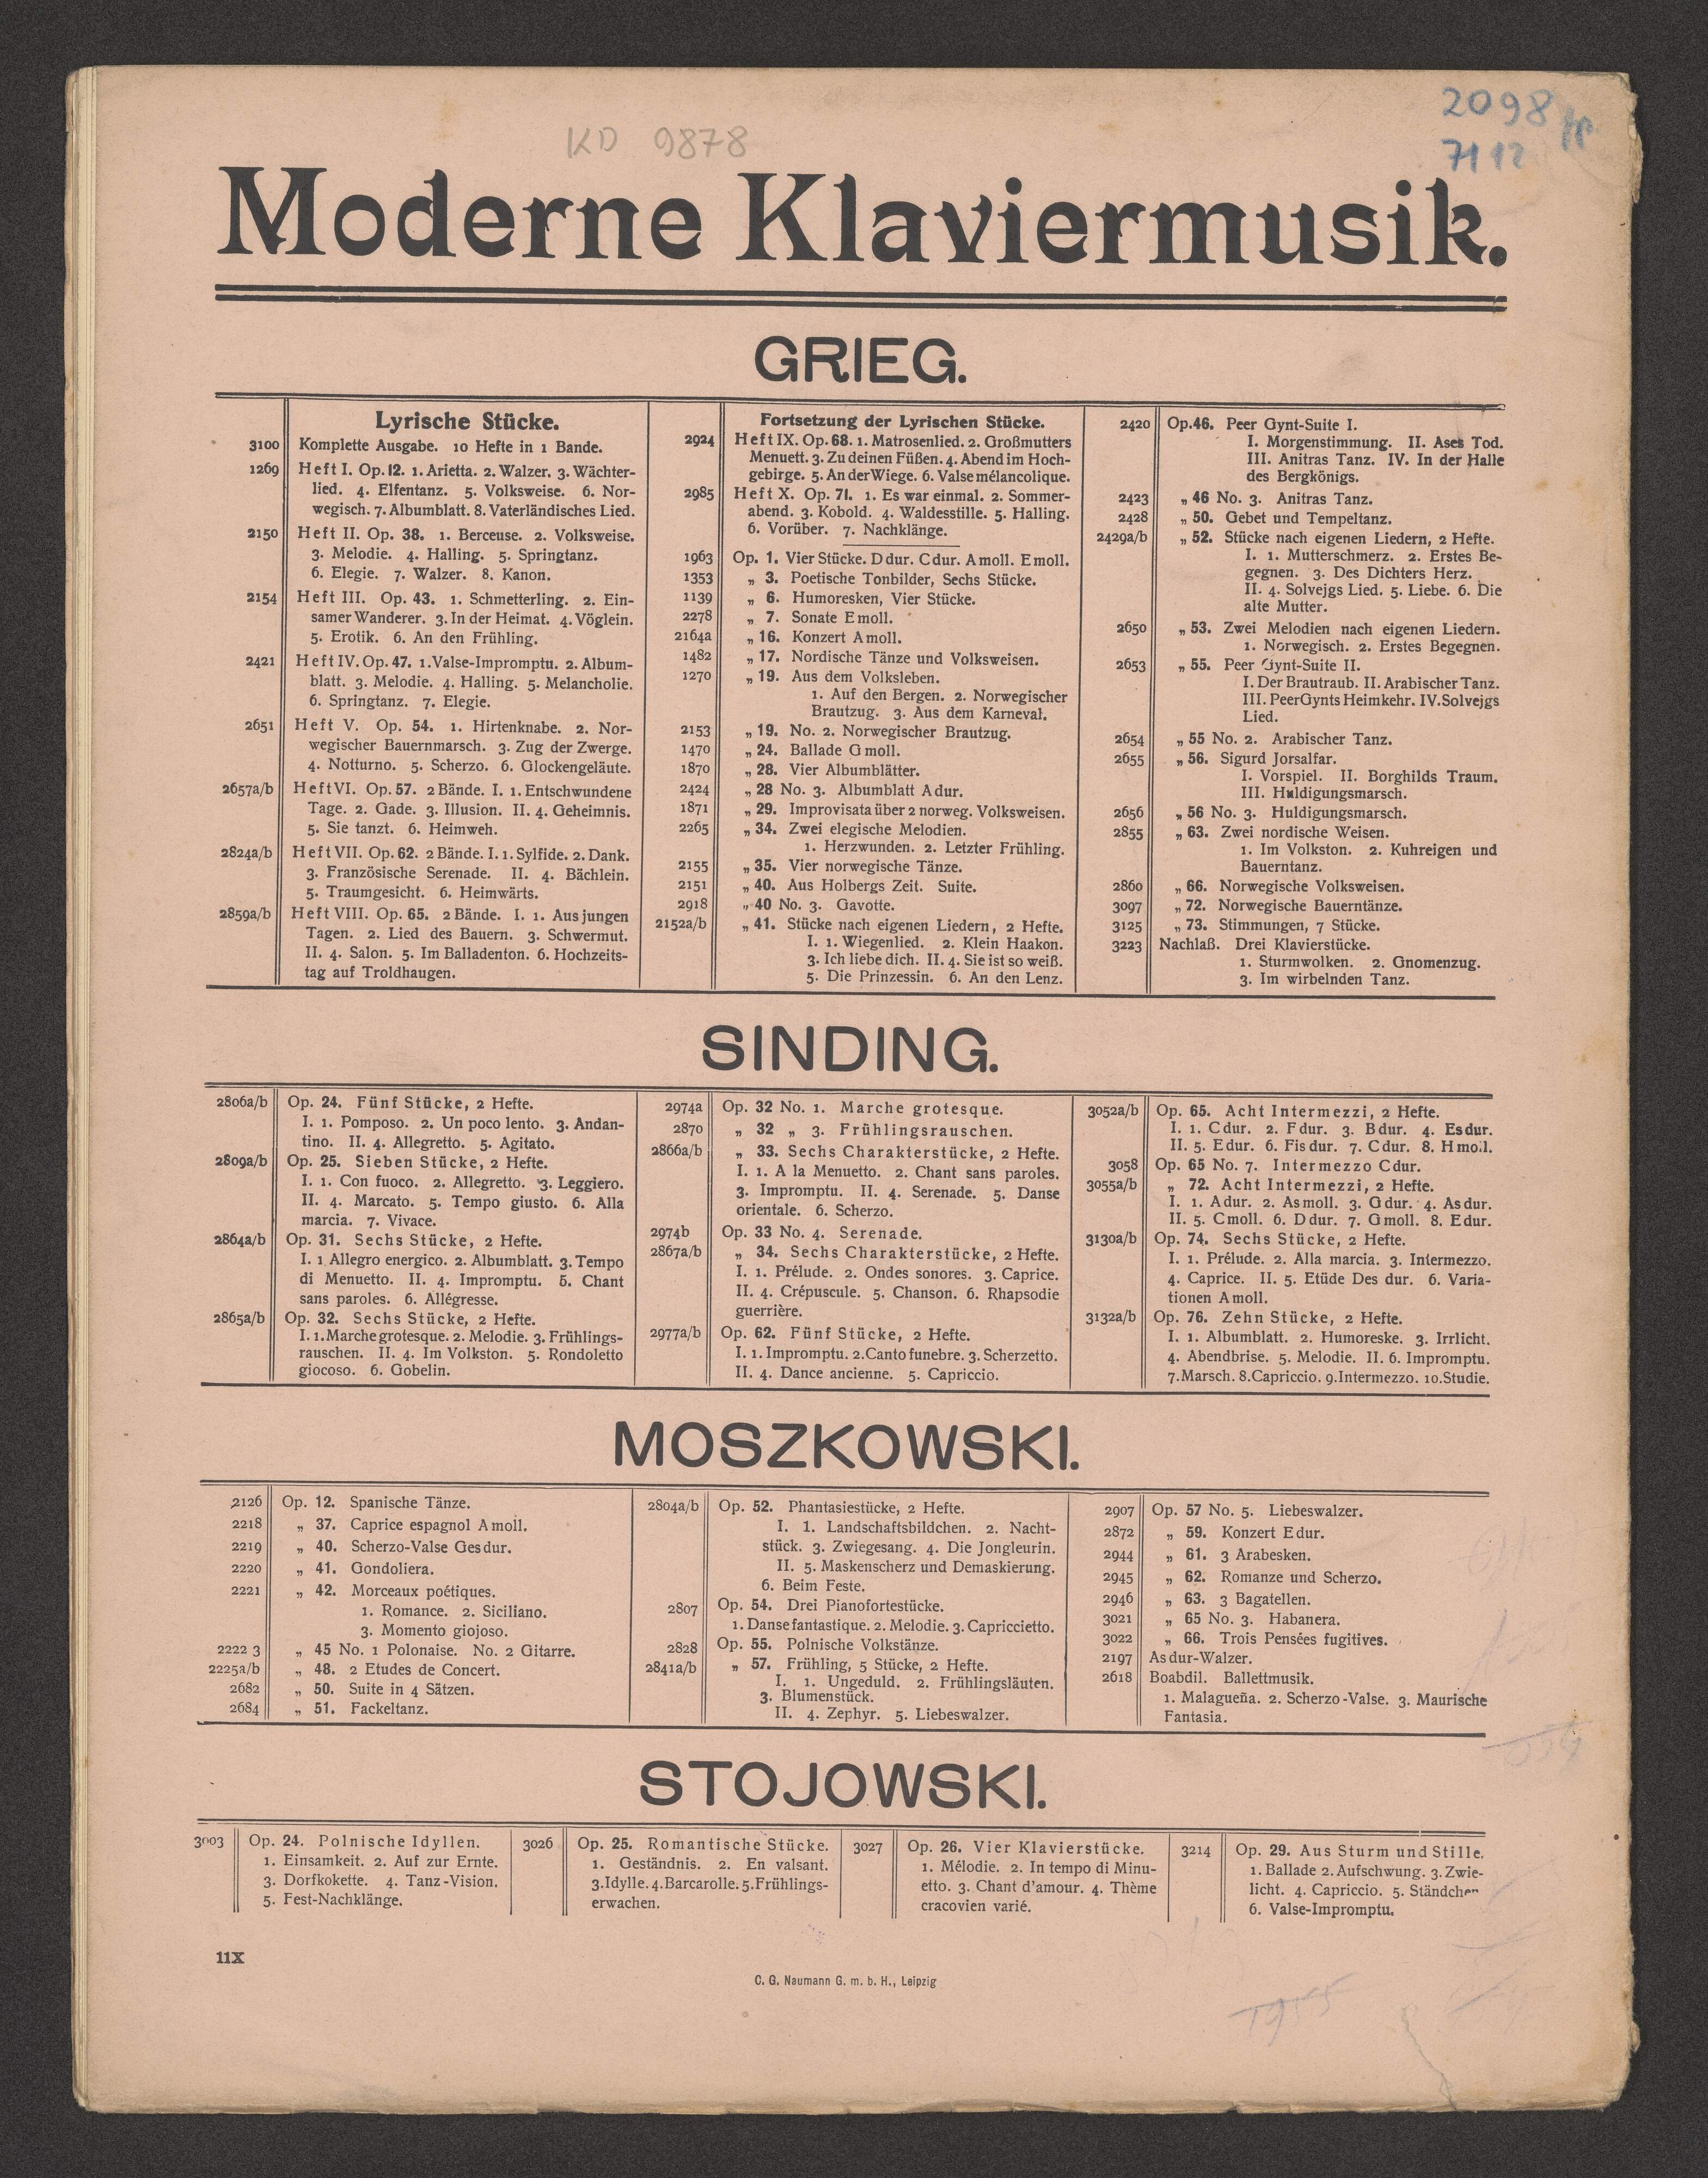 2098
7112
KD 9878
Moderne Klaviermusik.
GRIEG.
Lyrische Stücke.
3100 Komplette Ausgabe. 10 Hefte in 1 Bande.
1269 Heft I. Op. 12. 1. Arietta. 2. Walzer. 3. Wächter-
lied. 4. Elfentanz. 5. Volksweise. 6. Nor-
wegisch. 7. Albumblatt. 8. Vaterländisches Lied.
2150 Heft II. Op. 38. 1. Berceuse. 2. Volksweise.
3. Melodie. 4. Halling. 5. Springtanz.
6. Elegie. 7. Walzer. 8. Kanon.
2154 Heft III. Op. 43. 1. Schmetterling. 2. Ein-
samer Wanderer. 3. In der Heimat. 4. Vöglein.
5. Erotik. 6. An den Frühling.
2421 Heft IV. Op. 47. 1. Valse-Impromptu. 2. Album-
blatt. 3. Melodie. 4. Halling. 5. Melancholie.
6. Springtanz. 7. Elegie.
2651 Heft V. Op. 54. 1. Hirtenknabe. 2. Nor-
wegischer Bauernmarsch. 3. Zug der Zwerge.
4. Notturno. 5. Scherzo. 6. Glockengeläute.
2657a/b Heft VI. Op. 57. 2 Bände. I. 1. Entschwundene
Tage. 2. Gade. 3. Illusion. II. 4. Geheimnis.
5. Sie tanzt. 6. Heimweh.
2824a/b Heft VII. Op. 62. 2 Bände. I. 1. Sylfide. 2. Dank.
3. Französische Serenade. II. 4. Bächlein.
5. Traumgesicht. 6. Heimwärts.
2859a/b Heft VIII. Op. 65. 2 Bände. I. 1. Aus jungen
Tagen. 2. Lied des Bauern. 3. Schwermut.
II. 4. Salon. 5. Im Balladenton. 6. Hochzeits-
tag auf Troldhaugen.
Fortsetzung der Lyrischen Stücke.
2924 Heft IX. Op. 68. 1. Matrosenlied. 2. Großmutters
Menuett. 3. Zu deinen Füßen. 4. Abend im Hoch-
gebirge. 5. An der Wiege. 6. Valse mélancolique.
2985 Heft X. Op. 71. 1. Es war einmal. 2. Sommer-
abend. 3. Kobold. 4. Waldesstille. 5. Halling.
6. Vorüber. 7. Nachklänge.
1963 Op. 1. Vier Stücke. D dur. C dur. A moll. E moll.
1353 „ 3. Poetische Tonbilder, Sechs Stücke.
1139 „ 6. Humoresken, Vier Stücke.
2278 „ 7. Sonate E moll.
2164a „ 16. Konzert A moll.
1482 „ 17. Nordische Tänze und Volksweisen.
1270 „ 19. Aus dem Volksleben.
1. Auf den Bergen. 2. Norwegischer
Brautzug. 3. Aus dem Karneval.
2153 „ 19. No. 2. Norwegischer Brautzug.
1470 „ 24. Ballade G moll.
1870 „ 28. Vier Albumblätter.
2424 „ 28 No. 3. Albumblatt A dur.
1871 „ 29. Improvisata über 2 norweg. Volksweisen.
2265 „ 34. Zwei elegische Melodien.
1. Herzwunden. 2. Letzter Frühling.
2155 „ 35. Vier norwegische Tänze.
2151 „ 40. Aus Holbergs Zeit. Suite.
2918 „ 40 No. 3. Gavotte.
2152a/b „ 41. Stücke nach eigenen Liedern, 2 Hefte.
I. 1. Wiegenlied. 2. Klein Haakon.
3. Ich liebe dich. II. 4. Sie ist so weiß.
5. Die Prinzessin. 6. An den Lenz.
2420 Op. 46. Peer Gynt-Suite I.
I. Morgenstimmung. II. Ases Tod.
III. Anitras Tanz. IV. In der Halle
des Bergkönigs.
2423 „ 46 No. 3. Anitras Tanz.
2428 „ 50. Gebet und Tempeltanz.
2429a/b „ 52. Stücke nach eigenen Liedern, 2 Hefte.
I. 1. Mutterschmerz. 2. Erstes Be-
gegnen. 3. Des Dichters Herz.
II. 4. Solvejgs Lied. 5. Liebe. 6. Die
alte Mutter.
2650 „ 53. Zwei Melodien nach eigenen Liedern.
1. Norwegisch. 2. Erstes Begegnen.
2653 „ 55. Peer Gynt-Suite II.
I. Der Brautraub. II. Arabischer Tanz.
III. Peer Gynts Heimkehr. IV. Solvejgs
Lied.
2654 „ 55 No. 2. Arabischer Tanz.
2655 „ 56. Sigurd Jorsalfar.
I. Vorspiel. II. Borghilds Traum.
III. Huldigungsmarsch.
2656 „ 56 No. 3. Huldigungsmarsch.
2855 „ 63. Zwei nordische Weisen.
1. Im Volkston. 2. Kuhreigen und
Bauerntanz.
2860 „ 66. Norwegische Volksweisen.
3097 „ 72. Norwegische Bauerntänze.
3125 „ 73. Stimmungen, 7 Stücke.
3223 Nachlaß. Drei Klavierstücke.
1. Sturmwolken. 2. Gnomenzug.
3. Im wirbelnden Tanz.
SINDING.
2806a/b Op. 24. Fünf Stücke, 2 Hefte.
I. 1. Pomposo. 2. Un poco lento. 3. Andan-
tino. II. 4. Allegretto. 5. Agitato.
2809a/b Op. 25. Sieben Stücke, 2 Hefte.
I. 1. Con fuoco. 2. Allegretto. 3. Leggiero.
II. 4. Marcato. 5. Tempo giusto. 6. Alla
marcia. 7. Vivace.
2864a/b Op. 31. Sechs Stücke, 2 Hefte.
I. 1 Allegro energico. 2. Albumblatt. 3. Tempo
di Menuetto. II. 4. Impromptu. 5. Chant
sans paroles. 6. Allégresse.
2865a/b Op. 32. Sechs Stücke, 2 Hefte.
I. 1. Marche grotesque. 2. Melodie. 3. Frühlings-
rauschen. II. 4. Im Volkston. 5. Rondoletto
giocoso. 6. Gobelin.
2974a Op. 32 No. 1. Marche grotesque.
2870 „ 32 „ 3. Frühlingsrauschen.
2866a/b „ 33. Sechs Charakterstücke, 2 Hefte.
I. 1. A la Menuetto. 2. Chant sans paroles.
3. Impromptu. II. 4. Serenade. 5. Danse
orientale. 6. Scherzo.
2974b Op. 33 No. 4. Serenade.
2867a/b „ 34. Sechs Charakterstücke, 2 Hefte.
I. 1. Prélude. 2. Ondes sonores. 3. Caprice.
II. 4. Crépuscule. 5. Chanson. 6. Rhapsodie
guerrière.
2977a/b Op. 62. Fünf Stücke, 2 Hefte.
I. 1. Impromptu. 2. Canto funebre. 3. Scherzetto.
II. 4. Dance ancienne. 5. Capriccio.
3052a/b Op. 65. Acht Intermezzi, 2 Hefte.
I. 1. C dur. 2. F dur. 3. B dur. 4. Es dur.
II. 5. E dur. 6. Fis dur. 7. C dur. 8. H moll.
3058 Op. 65 No. 7. Intermezzo C dur.
3055a/b „ 72. Acht Intermezzi, 2 Hefte.
I. 1. A dur. 2. As moll. 3. G dur. 4. As dur.
II. 5. C moll. 6. D dur. 7. G moll. 8. E dur.
3130a/b Op. 74. Sechs Stücke, 2 Hefte.
I. 1. Prélude. 2. Alla marcia. 3. Intermezzo.
4. Caprice. II. 5. Etüde Des dur. 6. Varia-
tionen A moll.
3132a/b Op. 76. Zehn Stücke, 2 Hefte.
I. 1. Albumblatt. 2. Humoreske. 3. Irrlicht.
4. Abendbrise. 5. Melodie. II. 6. Impromptu.
7. Marsch. 8. Capriccio. 9. Intermezzo. 10. Studie.
MOSZKOWSKI.
2126 Op. 12. Spanische Tänze.
2218 „ 37. Caprice espagnol A moll.
2219 „ 40. Scherzo-Valse Ges dur.
2220 „ 41. Gondoliera.
2221 „ 42. Morceaux poétiques.
1. Romance. 2. Siciliano.
3. Momento giojoso.
2222 3 „ 45 No. 1 Polonaise. No. 2 Gitarre.
2225a/b „ 48. 2 Etudes de Concert.
2682 „ 50. Suite in 4 Sätzen.
2684 „ 51. Fackeltanz.
2804a/b Op. 52. Phantasiestücke, 2 Hefte.
I. 1. Landschaftsbildchen. 2. Nacht-
stück. 3. Zwiegesang. 4. Die Jongleurin.
II. 5. Maskenscherz und Demaskierung.
6. Beim Feste.
2807 Op. 54. Drei Pianofortestücke.
1. Danse fantastique. 2. Mélodie. 3. Capriccietto.
2828 Op. 55. Polnische Volkstänze.
2841a/b „ 57. Frühling, 5 Stücke, 2 Hefte.
I. 1. Ungeduld. 2. Frühlingsläuten.
3. Blumenstück.
II. 4. Zephyr. 5. Liebeswalzer.
2907 Op. 57 No. 5. Liebeswalzer.
2872 „ 59. Konzert E dur.
2944 „ 61. 3 Arabesken.
2945 „ 62. Romanze und Scherzo.
2946 „ 63. 3 Bagatellen.
3021 „ 65 No. 3. Habanera.
3022 „ 66. Trois Pensées fugitives.
2197 As dur-Walzer.
2618 Boabdil. Ballettmusik.
1. Malagueña. 2. Scherzo-Valse. 3. Maurische
Fantasia.
STOJOWSKI.
3003 Op. 24. Polnische Idyllen.
1. Einsamkeit. 2. Auf zur Ernte.
3. Dorfkokette. 4. Tanz-Vision.
5. Fest-Nachklänge.
3026 Op. 25. Romantische Stücke.
1. Geständnis. 2. En valsant.
3. Idylle. 4. Barcarolle. 5. Frühlings-
erwachen.
3027 Op. 26. Vier Klavierstücke.
1. Mélodie. 2. In tempo di Minu-
etto. 3. Chant d'amour. 4. Thème
cracovien varié.
3214 Op. 29. Aus Sturm und Stille.
1. Ballade 2. Aufschwung. 3. Zwie-
licht. 4. Capriccio. 5. Ständchen
6. Valse-Impromptu.
11X
C. G. Naumann G. m. b. H., Leipzig
1955